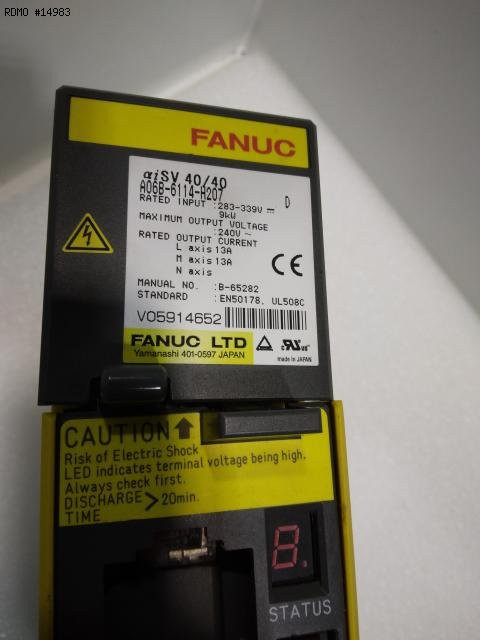 RDMO #14983
FANUC
αiSV 40/40
A06B-6114-H207 D
RATED INPUT :283-339V ⎓
9kW
MAXIMUM OUTPUT VOLTAGE
:240V ~
RATED OUTPUT CURRENT
L axis 13A
M axis 13A
N axis
CE
MANUAL NO. :B-65282
STANDARD :EN50178, UL508C
V05914652
FANUC LTD
Yamanashi 401-0597 JAPAN
c UL us
made in JAPAN
CAUTION
Risk of Electric Shock
LED indicates terminal voltage being high.
Always check first.
DISCHARGE > 20min.
TIME
8.
STATUS